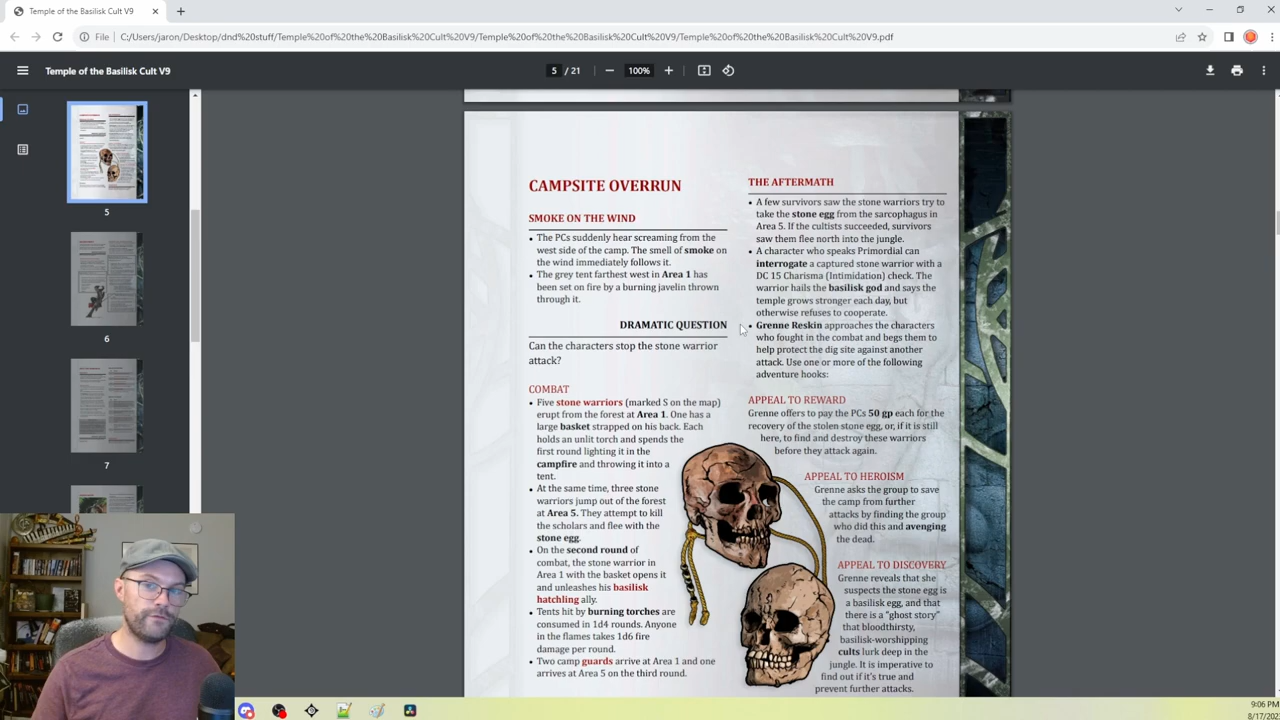 Temple of the Basilisk Cult V9
File
C:/Users/jaron/Desktop/dnd%20stuff/Temple%20of%20the%20Basilisk%20Cult%20V9/Temple%20of%20the%20Basilisk%20Cult%20V9/Temple%20of%20the%20Basilisk%20Cult%20V9.pdf
Temple of the Basilisk Cult V9
5 / 21
100%
5
6
7
CAMPSITE OVERRUN
SMOKE ON THE WIND
• The PCs suddenly hear screaming from the
west side of the camp. The smell of smoke on
the wind immediately follows it.
• The grey tent farthest west in Area 1 has
been set on fire by a burning javelin thrown
through it.
DRAMATIC QUESTION
Can the characters stop the stone warrior
attack?
COMBAT
• Five stone warriors (marked S on the map)
erupt from the forest at Area 1. One has a
large basket strapped on his back. Each
holds an unlit torch and spends the
first round lighting it in the
campfire and throwing it into a
tent.
• At the same time, three stone
warriors jump out of the forest
at Area 5. They attempt to kill
the scholars and flee with the
stone egg.
• On the second round of
combat, the stone warrior in
Area 1 with the basket opens it
and unleashes his basilisk
hatchling ally.
• Tents hit by burning torches are
consumed in 1d4 rounds. Anyone
in the flames takes 1d6 fire
damage per round.
• Two camp guards arrive at Area 1 and one
arrives at Area 5 on the third round.
THE AFTERMATH
• A few survivors saw the stone warriors try to
take the stone egg from the sarcophagus in
Area 5. If the cultists succeeded, survivors
saw them flee north into the jungle.
• A character who speaks Primordial can
interrogate a captured stone warrior with a
DC 15 Charisma (Intimidation) check. The
warrior hails the basilisk god and says the
temple grows stronger each day, but
otherwise refuses to cooperate.
• Grenne Reskin approaches the characters
who fought in the combat and begs them to
help protect the dig site against another
attack. Use one or more of the following
adventure hooks:
APPEAL TO REWARD
Grenne offers to pay the PCs 50 gp each for the
recovery of the stolen stone egg, or, if it is still
here, to find and destroy these warriors
before they attack again.
APPEAL TO HEROISM
Grenne asks the group to save
the camp from further
attacks by finding the group
who did this and avenging
the dead.
APPEAL TO DISCOVERY
Grenne reveals that she
suspects the stone egg is
a basilisk egg, and that
there is a "ghost story"
that bloodthirsty,
basilisk-worshipping
cults lurk deep in the
jungle. It is imperative to
find out if it's true and
prevent further attacks.
9:06 PM